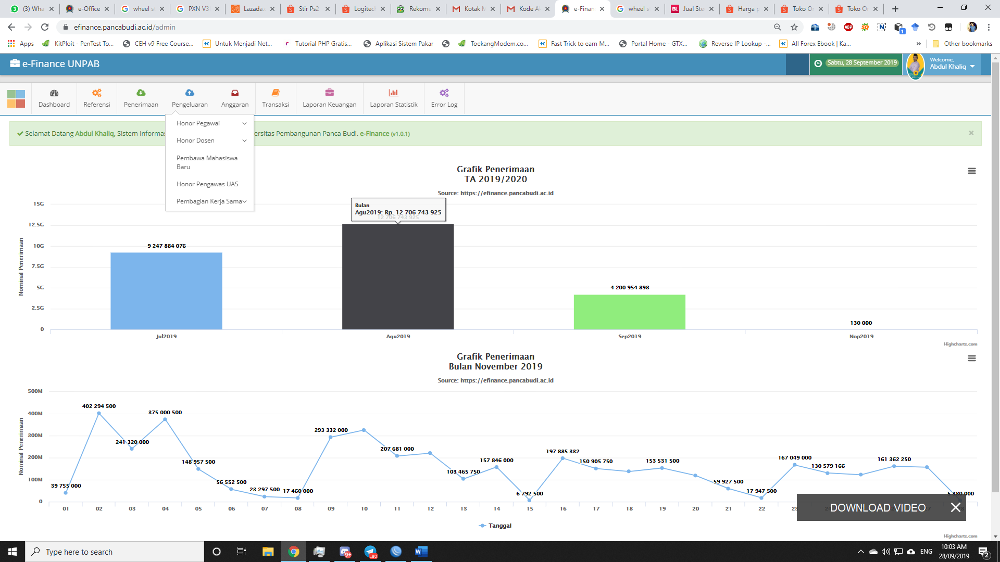 (3) Wha
e-Office
wheel s
PXN V3
Lazada.
Stir Ps2
Logitec
Rekome
Kotak M
Kode A
e-Finan
wheel s
Jual Ste
Harga p
Toko O
Toko O
efinance.pancabudi.ac.id/admin
Apps
KitPloit - PenTest To...
CEH v9 Free Course...
Untuk Menjadi Net...
Tutorial PHP Gratis...
Aplikasi Sistem Pakar
ToekangModem.co...
Fast Trick to earn M...
Portal Home - GTX...
Reverse IP Lookup -...
All Forex Ebook | Ka...
»
Other bookmarks
e-Finance UNPAB
Sabtu, 28 September 2019
Welcome,
Abdul Khaliq
Dashboard
Referensi
Penerimaan
Pengeluaran
Anggaran
Transaksi
Laporan Keuangan
Laporan Statistik
Error Log
Honor Pegawai
Honor Dosen
Pembawa Mahasiswa
Baru
Honor Pengawas UAS
Pembagian Kerja Sama
Selamat Datang Abdul Khaliq, Sistem Informas
ersitas Pembangunan Panca Budi. e-Finance (v1.0.1)
Grafik Penerimaan
TA 2019/2020
Source: https://efinance.pancabudi.ac.id
Nominal Penerimaan
15G
12.5G
10G
7.5G
5G
2.5G
0
Bulan
Agu2019: Rp. 12 706 743 925
12 706 743 925
9 247 884 076
4 200 954 898
130 000
Jul2019
Agu2019
Sep2019
Nop2019
Highcharts.com
Grafik Penerimaan
Bulan November 2019
Source: https://efinance.pancabudi.ac.id
Nominal Penerimaan
500M
400M
300M
200M
100M
0
39 755 000
402 294 500
241 320 000
375 000 500
148 957 500
56 552 500
23 297 500
17 460 000
293 332 000
207 681 000
103 465 750
157 846 000
6 792 500
197 885 332
150 905 750
153 531 500
59 927 500
17 947 500
167 049 000
130 579 166
161 362 250
5 380 000
01
02
03
04
05
06
07
08
09
10
11
12
13
14
15
16
17
18
19
20
21
22
23
DOWNLOAD VIDEO
Tanggal
Highcharts.com
Type here to search
9+
.80
ENG
10:03 AM
28/09/2019
2